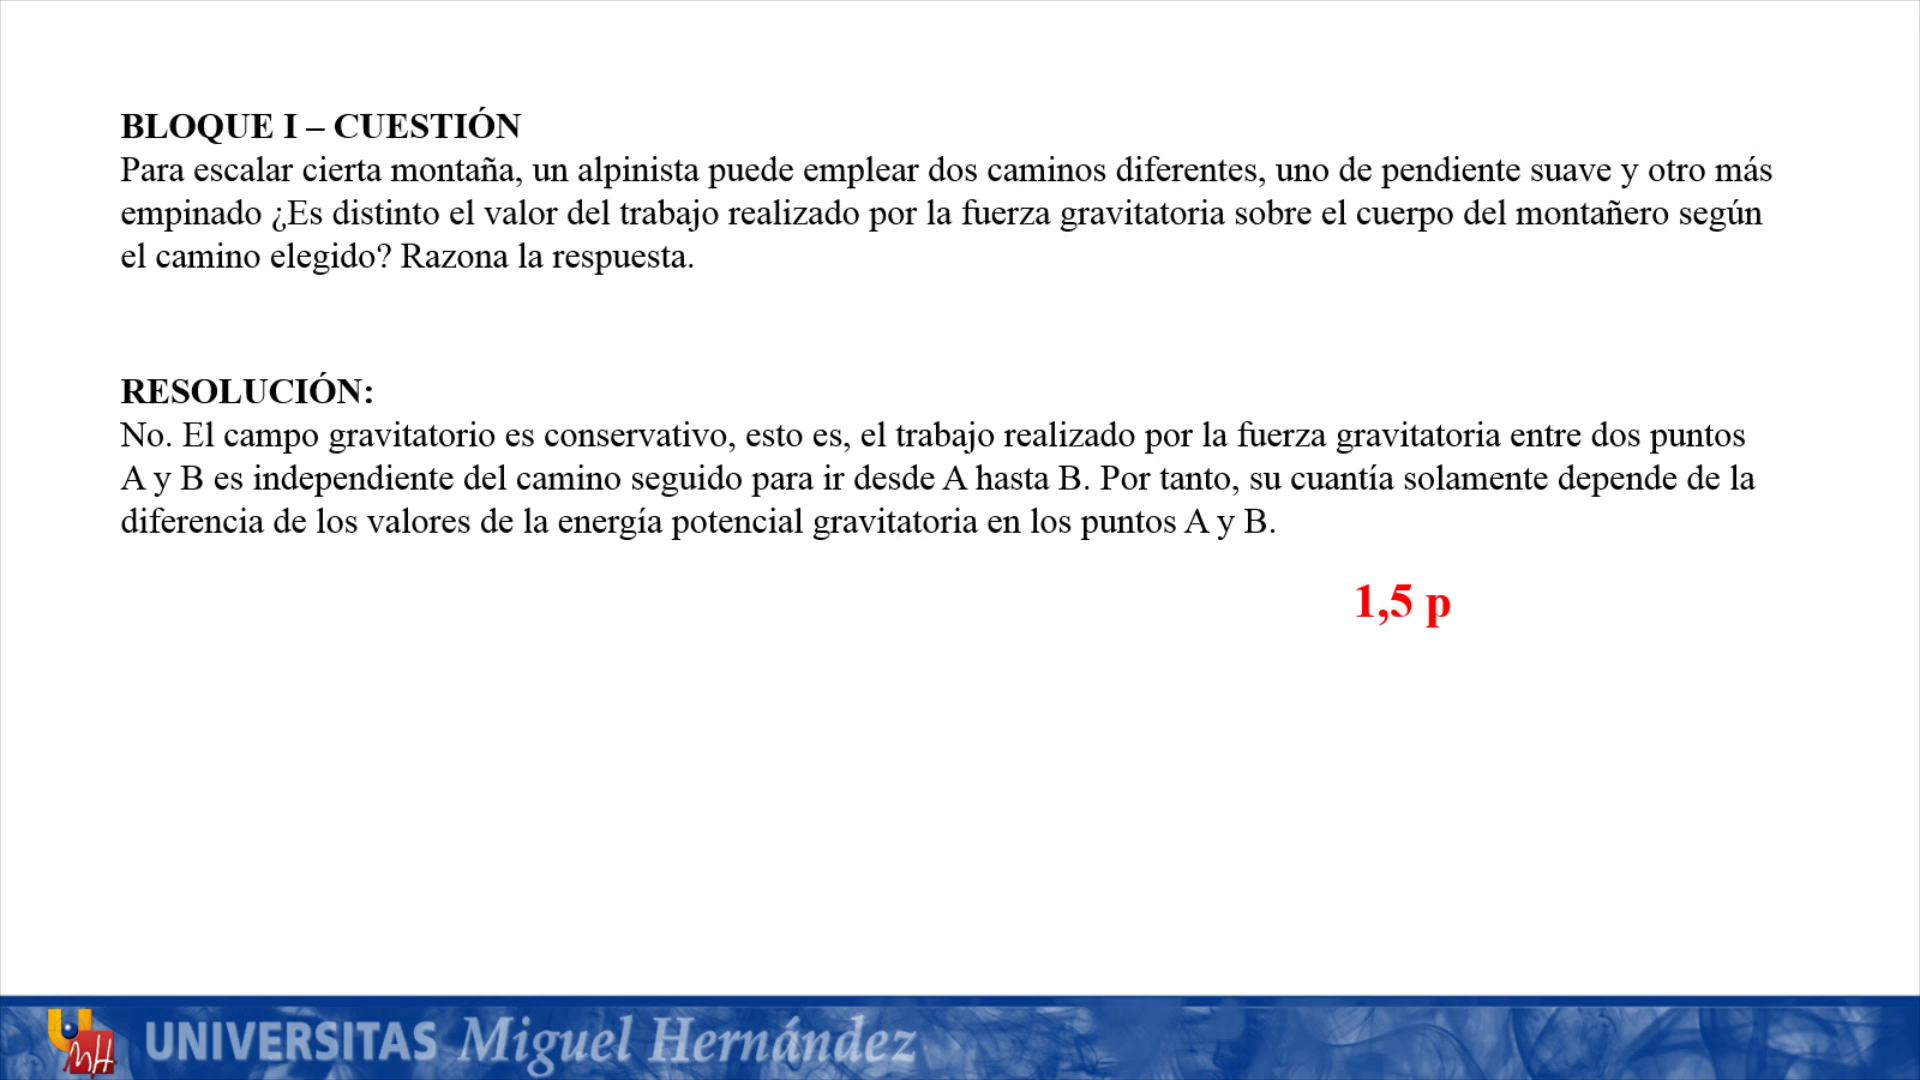 BLOQUE I – CUESTIÓN
Para escalar cierta montaña, un alpinista puede emplear dos caminos diferentes, uno de pendiente suave y otro más
empinado ¿Es distinto el valor del trabajo realizado por la fuerza gravitatoria sobre el cuerpo del montañero según
el camino elegido? Razona la respuesta.
RESOLUCIÓN:
No. El campo gravitatorio es conservativo, esto es, el trabajo realizado por la fuerza gravitatoria entre dos puntos
A y B es independiente del camino seguido para ir desde A hasta B. Por tanto, su cuantía solamente depende de la
diferencia de los valores de la energía potencial gravitatoria en los puntos A y B.
1,5 p
UNIVERSITAS Miguel Hernández